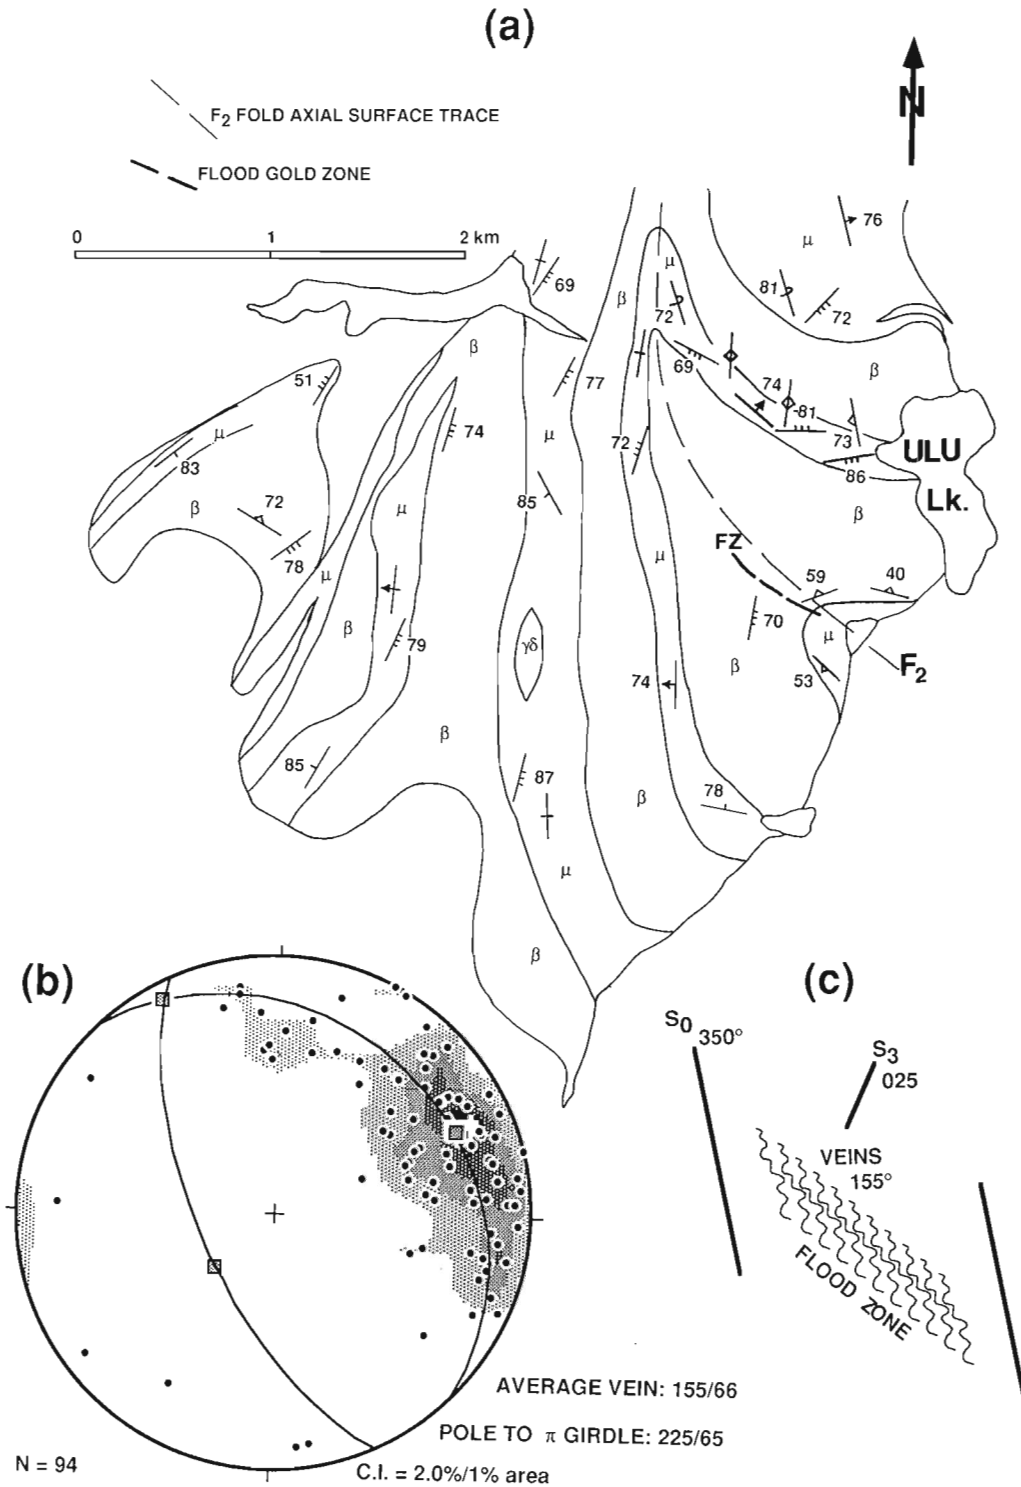 (a)
N
F2 FOLD AXIAL SURFACE TRACE
FLOOD GOLD ZONE
0 1 2 km
76
μ
μ
69
81
β
72
72
β
77
69
74
β
51
81
μ
74
μ
72
73
ULU
83
86
85
Lk.
β
72
μ
β
78
FZ
μ
59
40
μ
β
70
μ
79
γδ
β
F2
74
53
β
85
87
78
β
μ
β
(b)
(c)
S0 350°
S3
025
VEINS
155°
FLOOD ZONE
AVERAGE VEIN: 155/66
POLE TO π GIRDLE: 225/65
N = 94
C.I. = 2.0%/1% area